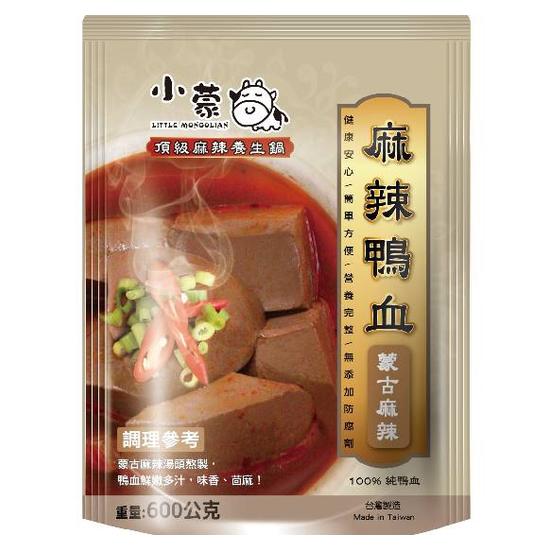 小蒙
LITTLE MONGOLIAN
頂級麻辣養生鍋
麻辣鴨血
健康安心/簡單方便/營養完整/無添加防腐劑
蒙古麻辣
100% 純鴨血
台灣製造
Made in Taiwan
調理參考
蒙古麻辣湯頭熬製,
鴨血鮮嫩多汁,味香、茴麻!
重量:600公克